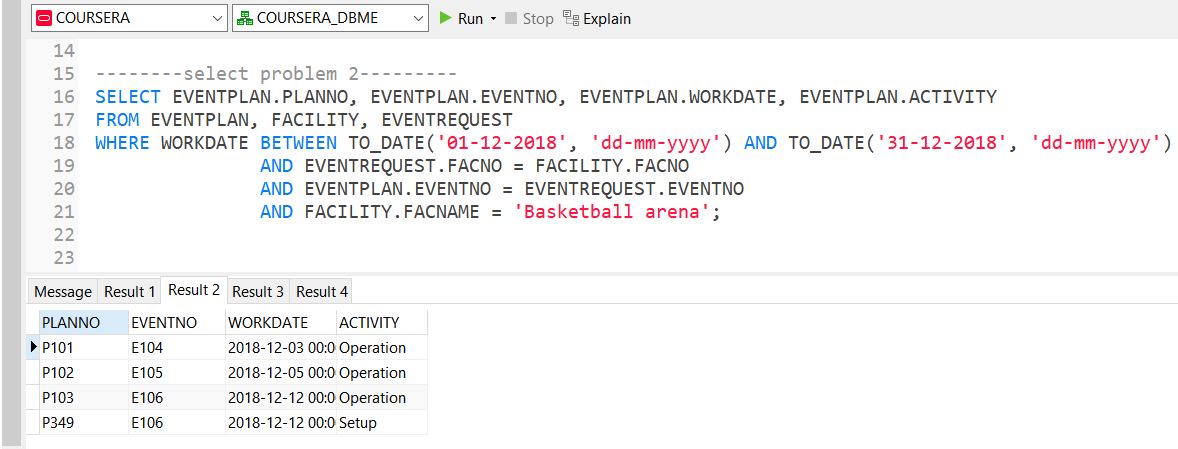 COURSERA COURSERA_DBME Run Stop Explain
14
15 --------select problem 2---------
16 SELECT EVENTPLAN.PLANNO, EVENTPLAN.EVENTNO, EVENTPLAN.WORKDATE, EVENTPLAN.ACTIVITY
17 FROM EVENTPLAN, FACILITY, EVENTREQUEST
18 WHERE WORKDATE BETWEEN TO_DATE('01-12-2018', 'dd-mm-yyyy') AND TO_DATE('31-12-2018', 'dd-mm-yyyy')
19 AND EVENTREQUEST.FACNO = FACILITY.FACNO
20 AND EVENTPLAN.EVENTNO = EVENTREQUEST.EVENTNO
21 AND FACILITY.FACNAME = 'Basketball arena';
22
23
Message Result 1 Result 2 Result 3 Result 4
PLANNO EVENTNO WORKDATE ACTIVITY
P101 E104 2018-12-03 00:0 Operation
P102 E105 2018-12-05 00:0 Operation
P103 E106 2018-12-12 00:0 Operation
P349 E106 2018-12-12 00:0 Setup